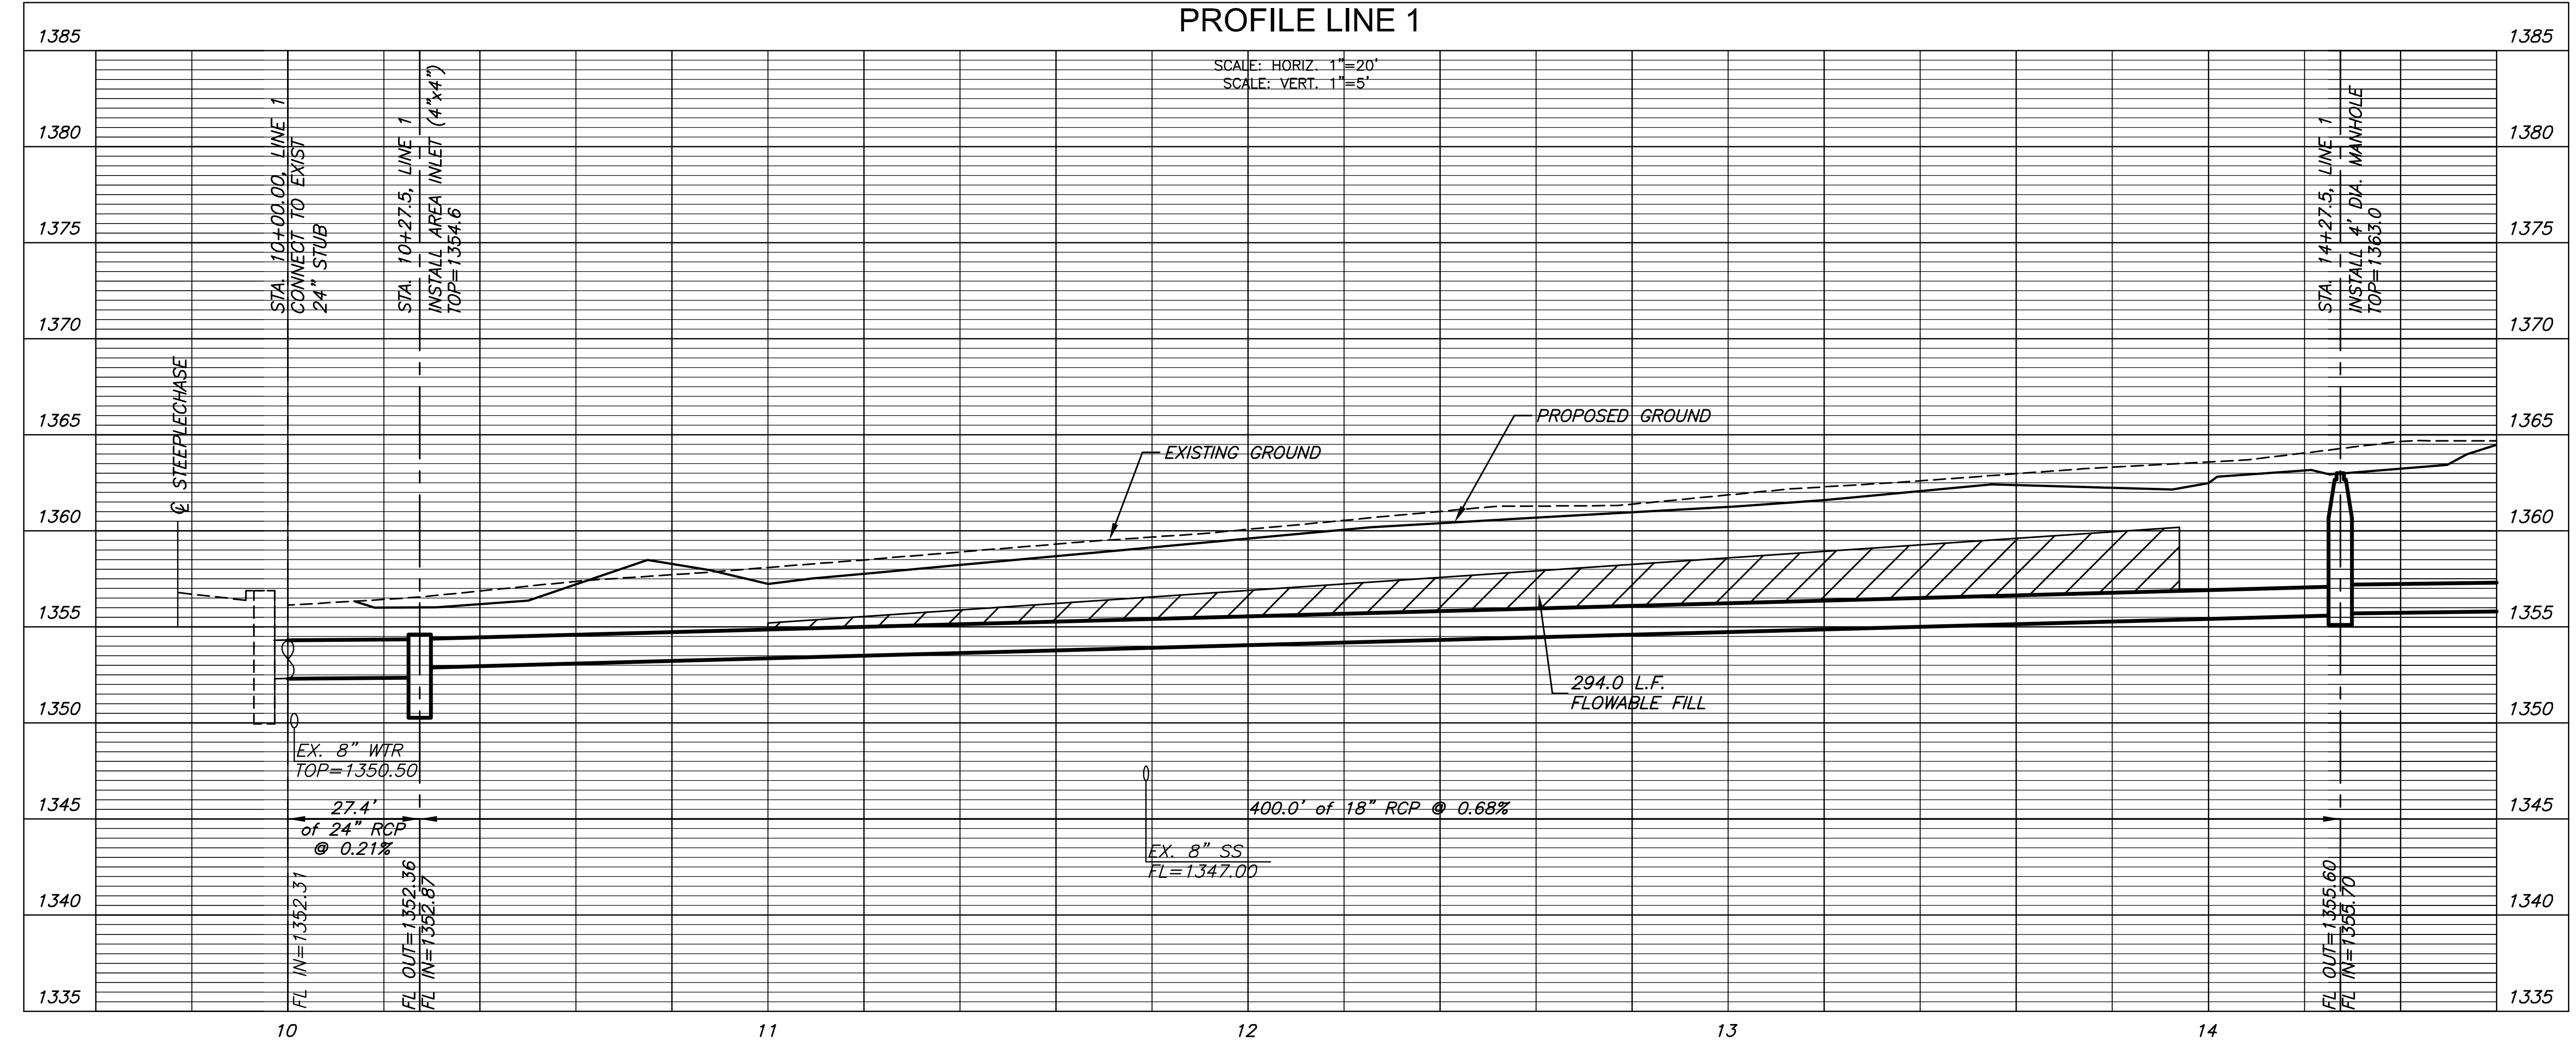 PROFILE LINE 1
SCALE: HORIZ. 1"=20'
SCALE: VERT. 1"=5'
1385
1380
1375
1370
1365
1360
1355
1350
1345
1340
1335
1385
1380
1375
1370
1365
1360
1355
1350
1345
1340
1335
℄ STEEPLECHASE
STA. 10+00.00, LINE 1
CONNECT TO EXIST
24" STUB
STA. 10+27.5, LINE 1
INSTALL AREA INLET (4"x4")
TOP=1354.6
STA. 14+27.5, LINE 1
INSTALL 4' DIA. MANHOLE
TOP=1363.0
EXISTING GROUND
PROPOSED GROUND
294.0 L.F.
FLOWABLE FILL
EX. 8" WTR
TOP=1350.50
27.4'
of 24" RCP
@ 0.21%
400.0' of 18" RCP @ 0.68%
EX. 8" SS
FL=1347.00
FL IN=1352.31
FL OUT=1352.36
FL IN=1352.87
FL OUT=1355.60
FL IN=1355.70
10
11
12
13
14